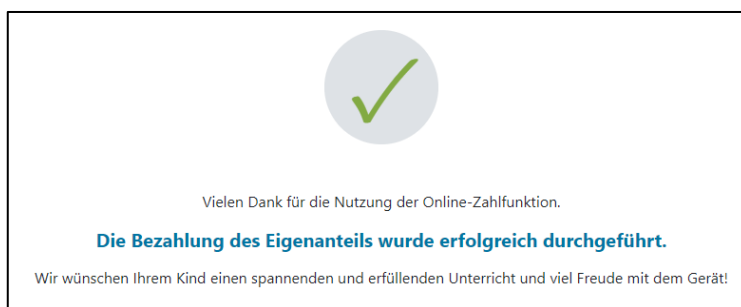 Vielen Dank für die Nutzung der Online-Zahlfunktion.
Die Bezahlung des Eigenanteils wurde erfolgreich durchgeführt.
Wir wünschen Ihrem Kind einen spannenden und erfüllenden Unterricht und viel Freude mit dem Gerät!